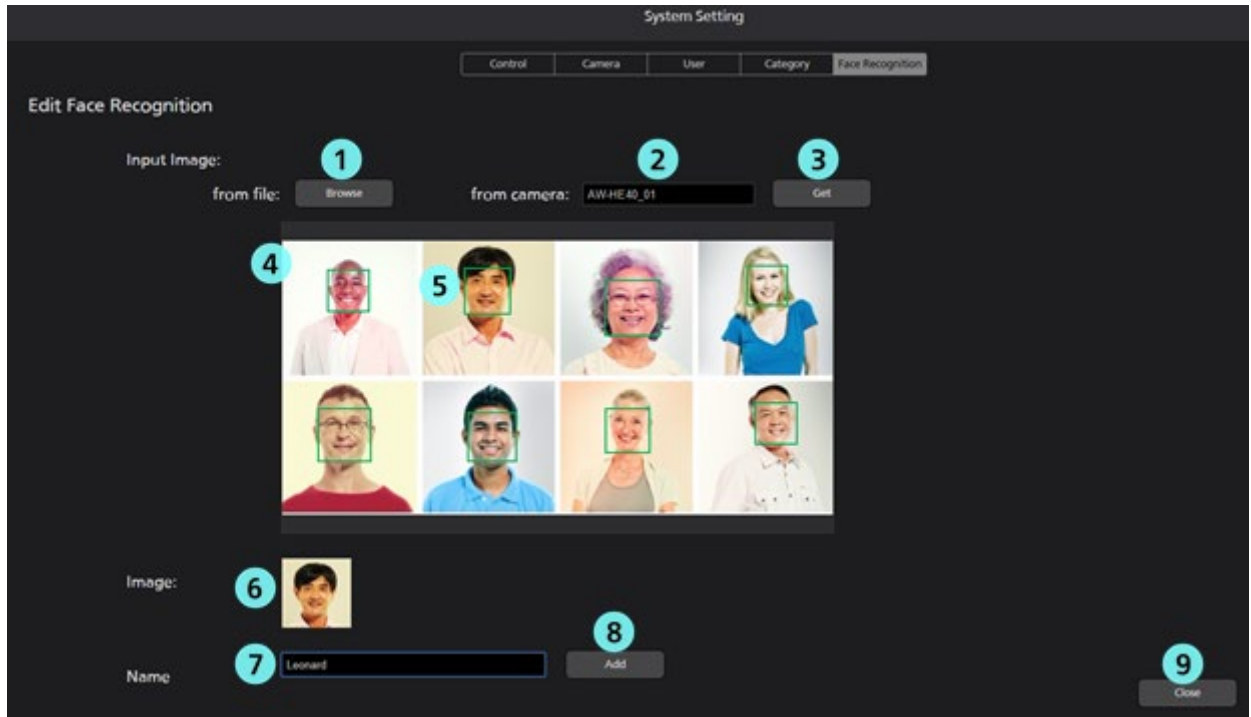 System Setting
Control Camera User Category Face Recognition
Edit Face Recognition
Input Image:
1 2 3
from file: Browse from camera: AW-HE40_01 Get
4
5
Image:
6
8
7 Leonard Add
Name
9
Close